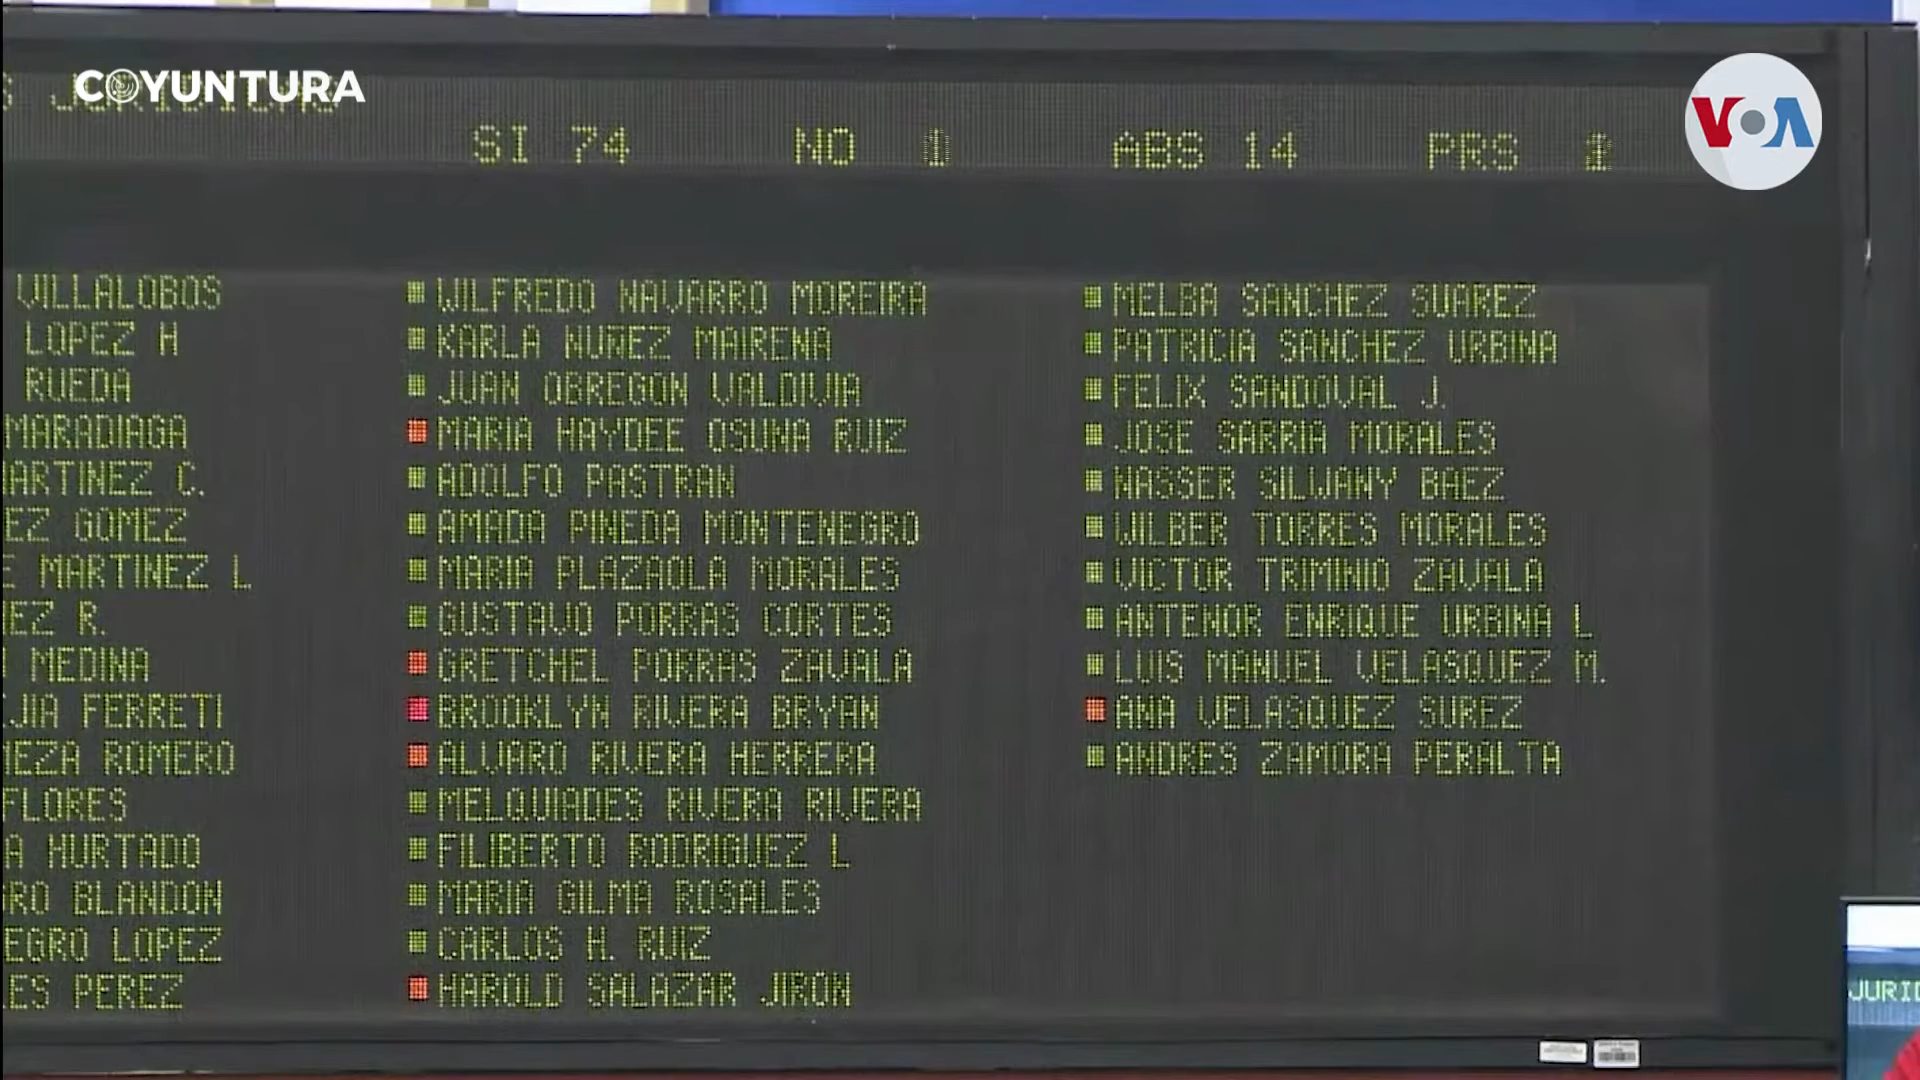 COYUNTURA
VOA
S JURIDICAS
SI 74 NO ABS 14 PRS
VILLALOBOS
LOPEZ H
RUEDA
MARADIAGA
ARTINEZ C.
EZ GOMEZ
E MARTINEZ L
EZ R.
MEDINA
JIA FERRETI
EZA ROMERO
FLORES
A HURTADO
RO BLANDON
EGRO LOPEZ
ES PEREZ
WILFREDO NAVARRO MOREIRA
KARLA NUÑEZ MAIRENA
JUAN OBREGON VALDIVIA
MARIA HAYDEE OSUNA RUIZ
ADOLFO PASTRAN
AMADA PINEDA MONTENEGRO
MARIA PLAZAOLA MORALES
GUSTAVO PORRAS CORTES
GRETCHEL PORRAS ZAVALA
BROOKLYN RIVERA BRYAN
ALVARO RIVERA HERRERA
MELQUIADES RIVERA RIVERA
FILIBERTO RODRIGUEZ L
MARIA GILMA ROSALES
CARLOS H. RUIZ
HAROLD SALAZAR JIRON
MELBA SANCHEZ SUAREZ
PATRICIA SANCHEZ URBINA
FELIX SANDOVAL J.
JOSE SARRIA MORALES
NASSER SILWANY BAEZ
WILBER TORRES MORALES
VICTOR TRIMINIO ZAVALA
ANTENOR ENRIQUE URBINA L
LUIS MANUEL VELASQUEZ M.
ANA VELASQUEZ SUREZ
ANDRES ZAMORA PERALTA
JURID